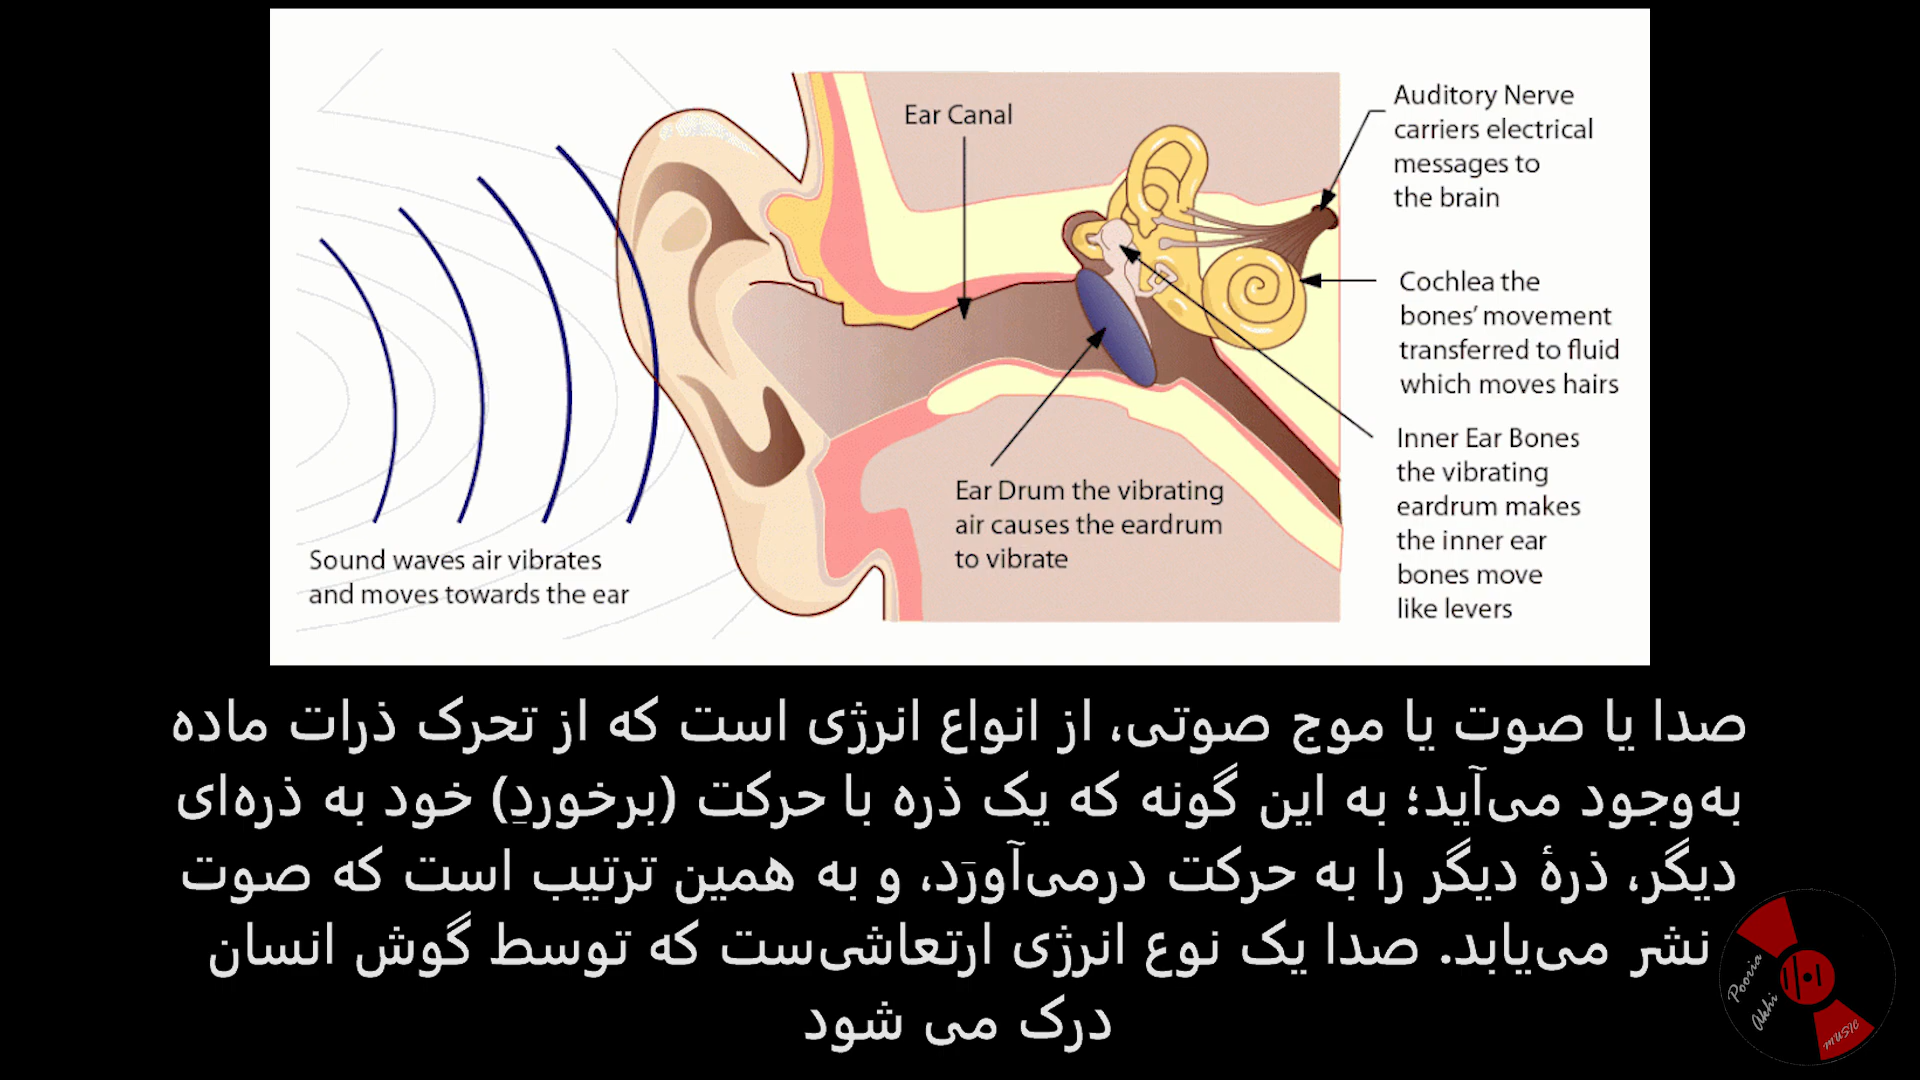 Ear Canal
Auditory Nerve
carriers electrical
messages to
the brain
Cochlea the
bones’ movement
transferred to fluid
which moves hairs
Inner Ear Bones
the vibrating
eardrum makes
the inner ear
bones move
like levers
Ear Drum the vibrating
air causes the eardrum
to vibrate
Sound waves air vibrates
and moves towards the ear
صدا یا صوت یا موج صوتی، از انواع انرژی است که از تحرک ذرات ماده
به‌وجود می‌آید؛ به این گونه که یک ذره با حرکت (برخوردِ) خود به ذره‌ای
دیگر، ذرهٔ دیگر را به حرکت درمی‌آورَد، و به همین ترتیب است که صوت
نشر می‌یابد. صدا یک نوع انرژی ارتعاشی‌ست که توسط گوش انسان
درک می شود
Pooria
Akhi
MUSIC